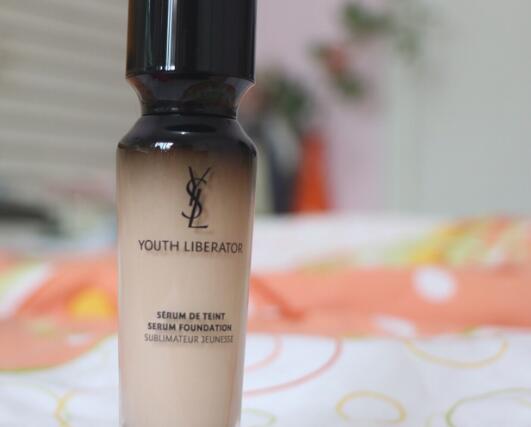 YSL
YOUTH LIBERATOR
SÉRUM DE TEINT
SERUM FOUNDATION
SUBLIMATEUR JEUNESSE